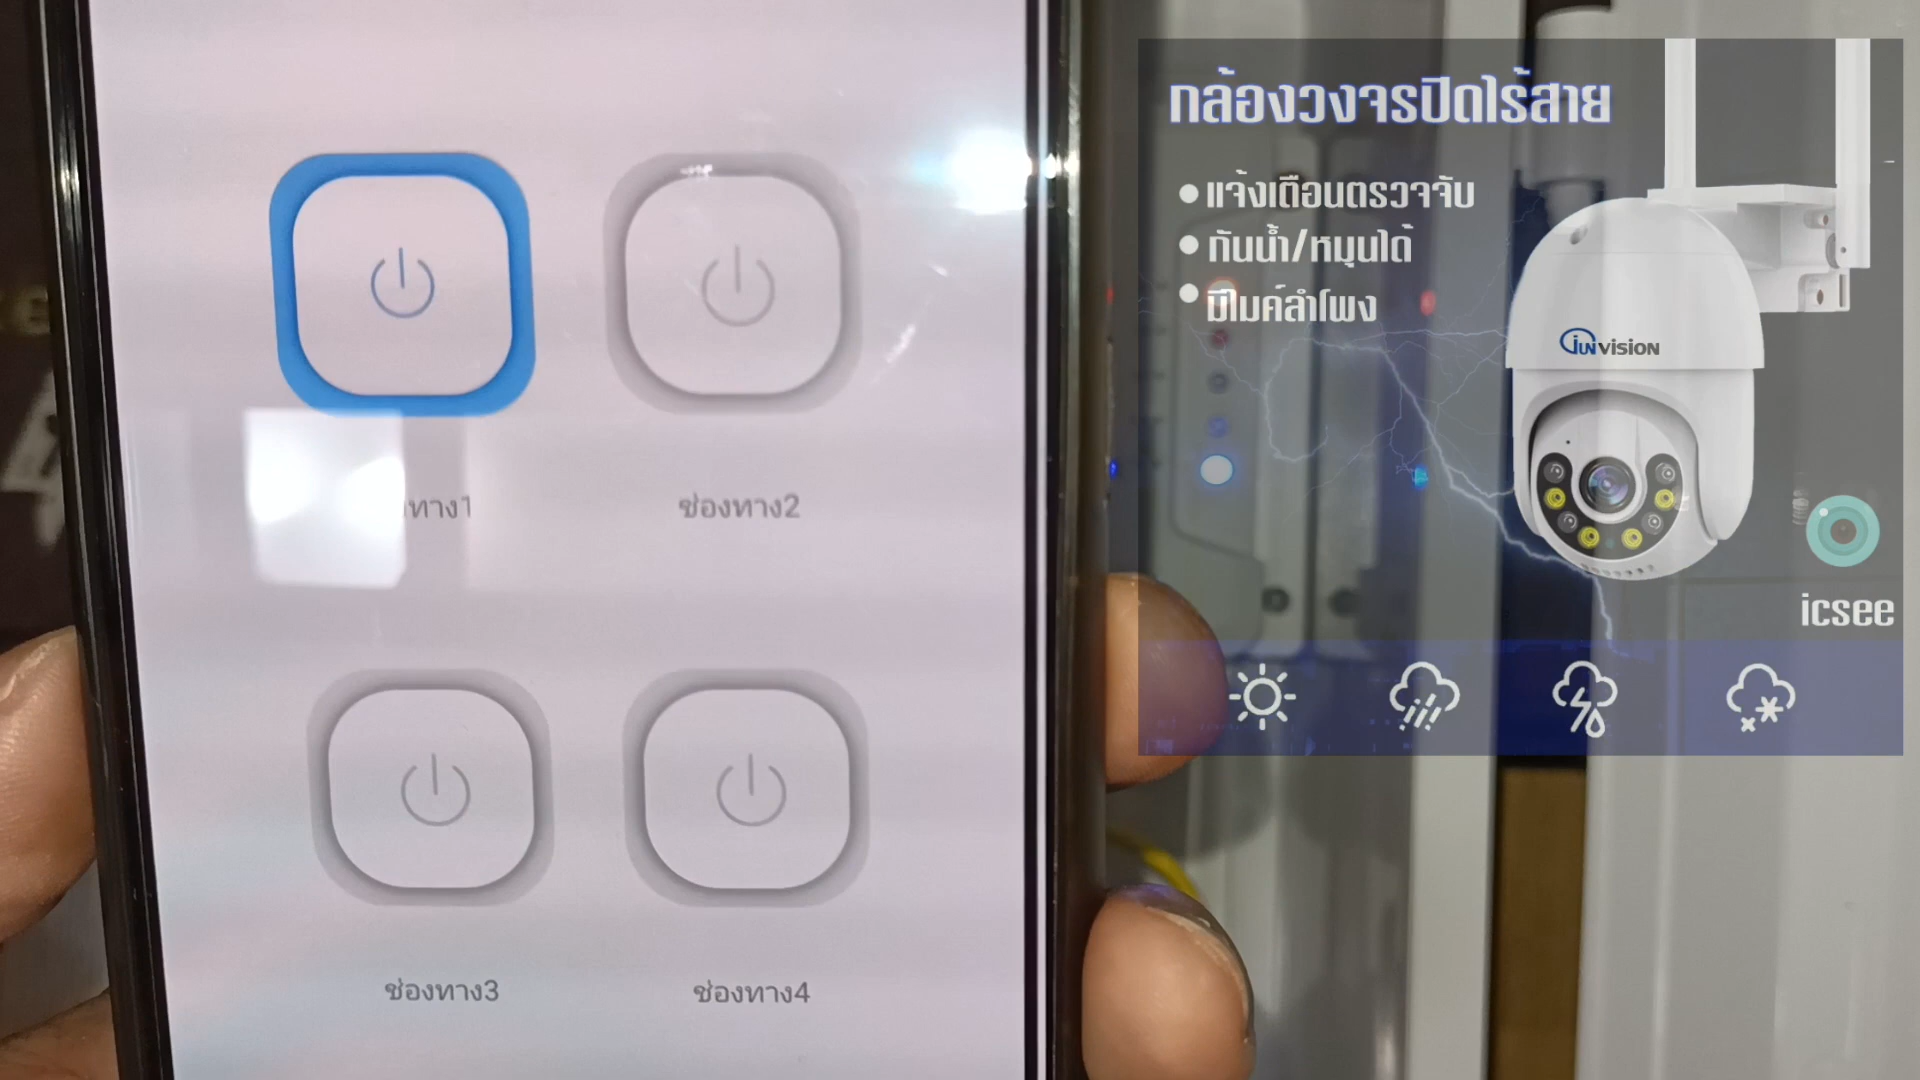 ทาง1
ช่องทาง2
ช่องทาง3
ช่องทาง4
กล้องวงจรปิดไร้สาย
แจ้งเตือนตรวจจับ
กันน้ำ/หมุนได้
มีไมค์ลำโพง
inVISION
icsee